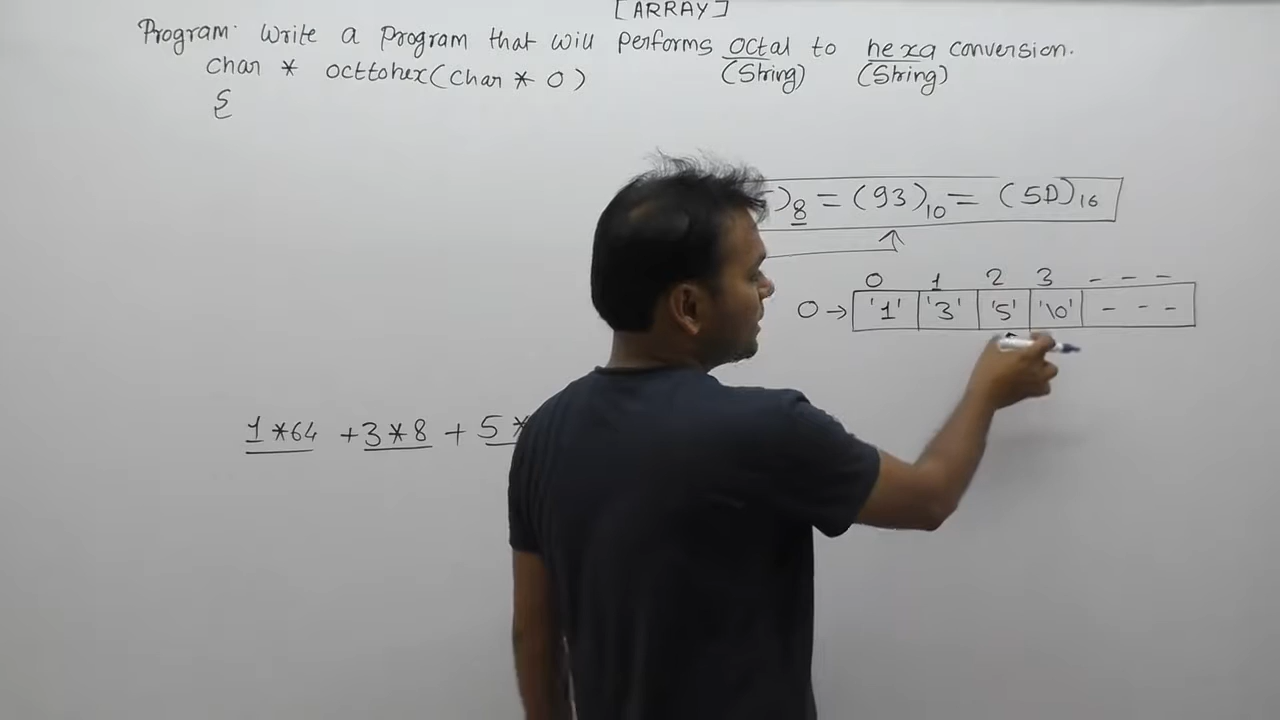 [ARRAY]
Program: Write a program that will performs octal to hexa conversion.
char * octtohex(char * O) (String) (String)
{
)8 = (93)10 = (5D)16
0 1 2 3 - - -
O → '1' '3' '5' '\0' - - -
1*64 + 3*8 + 5*